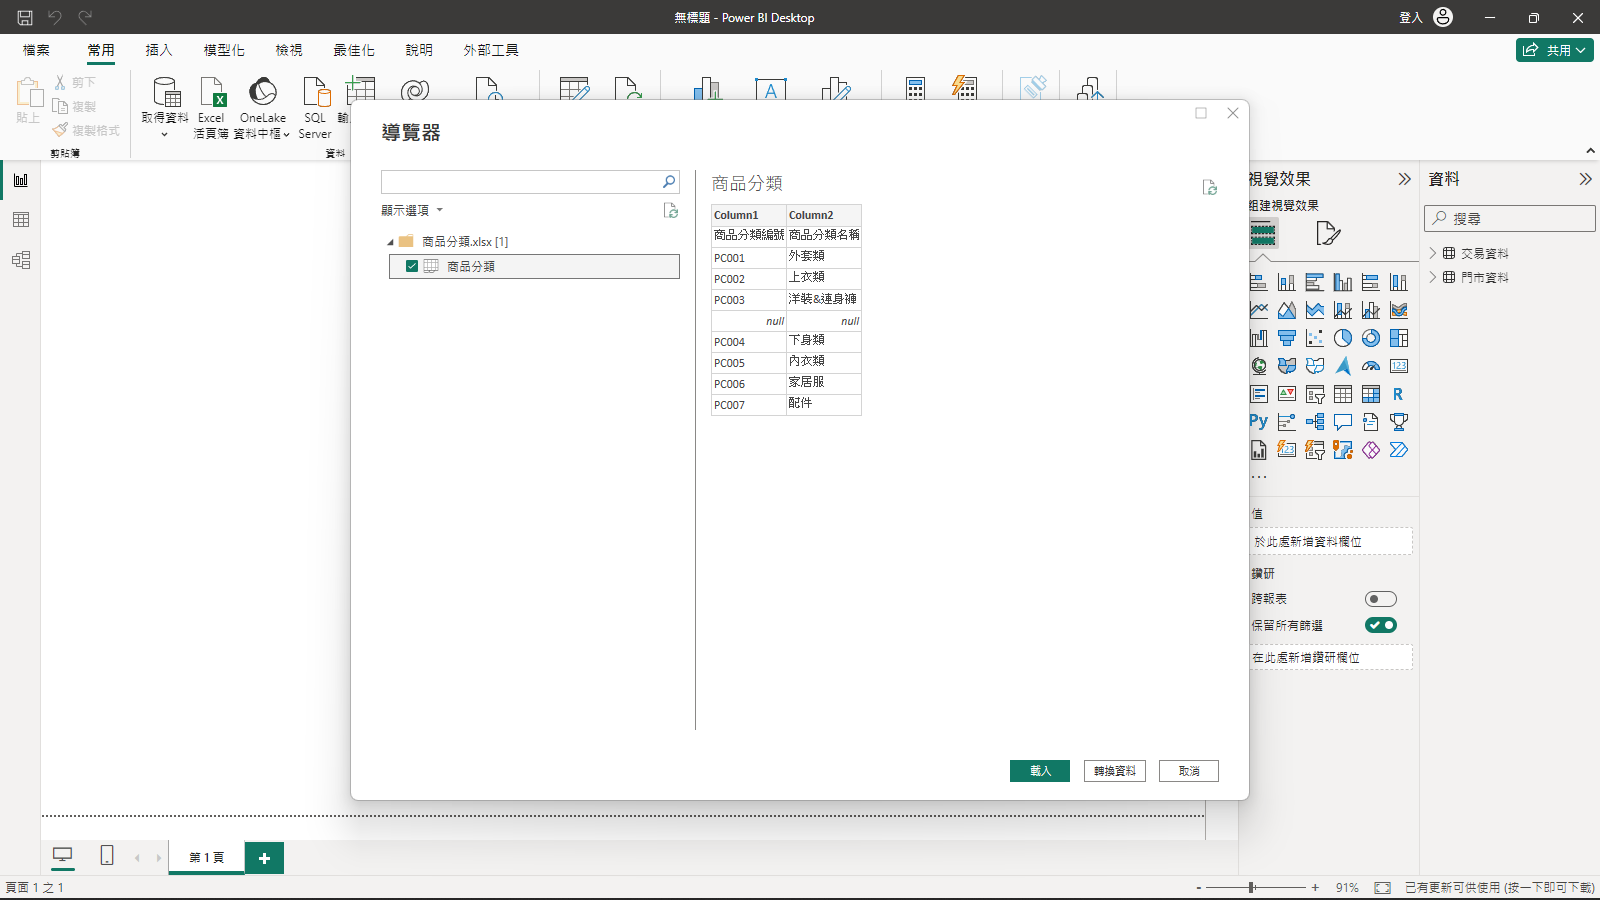 無標題 - Power BI Desktop
登入
檔案 常用 插入 模型化 檢視 最佳化 說明 外部工具
共用
貼上
剪下
複製
複製格式
剪貼簿
取得資料
Excel
活頁簿
OneLake
資料中樞
SQL
Server
資料
導覽器
顯示選項
商品分類.xlsx [1]
商品分類
商品分類
Column1 Column2
商品分類編號 商品分類名稱
PC001 外套類
PC002 上衣類
PC003 洋裝&連身褲
null null
PC004 下身類
PC005 內衣類
PC006 家居服
PC007 配件
載入 轉換資料 取消
視覺效果
組建視覺效果
123
R
Py
123
值
於此處新增資料欄位
鑽研
跨報表
保留所有篩選
在此處新增鑽研欄位
資料
搜尋
交易資料
門市資料
第 1 頁
頁面 1 之 1
- + 91%
已有更新可供使用 (按一下即可下載)